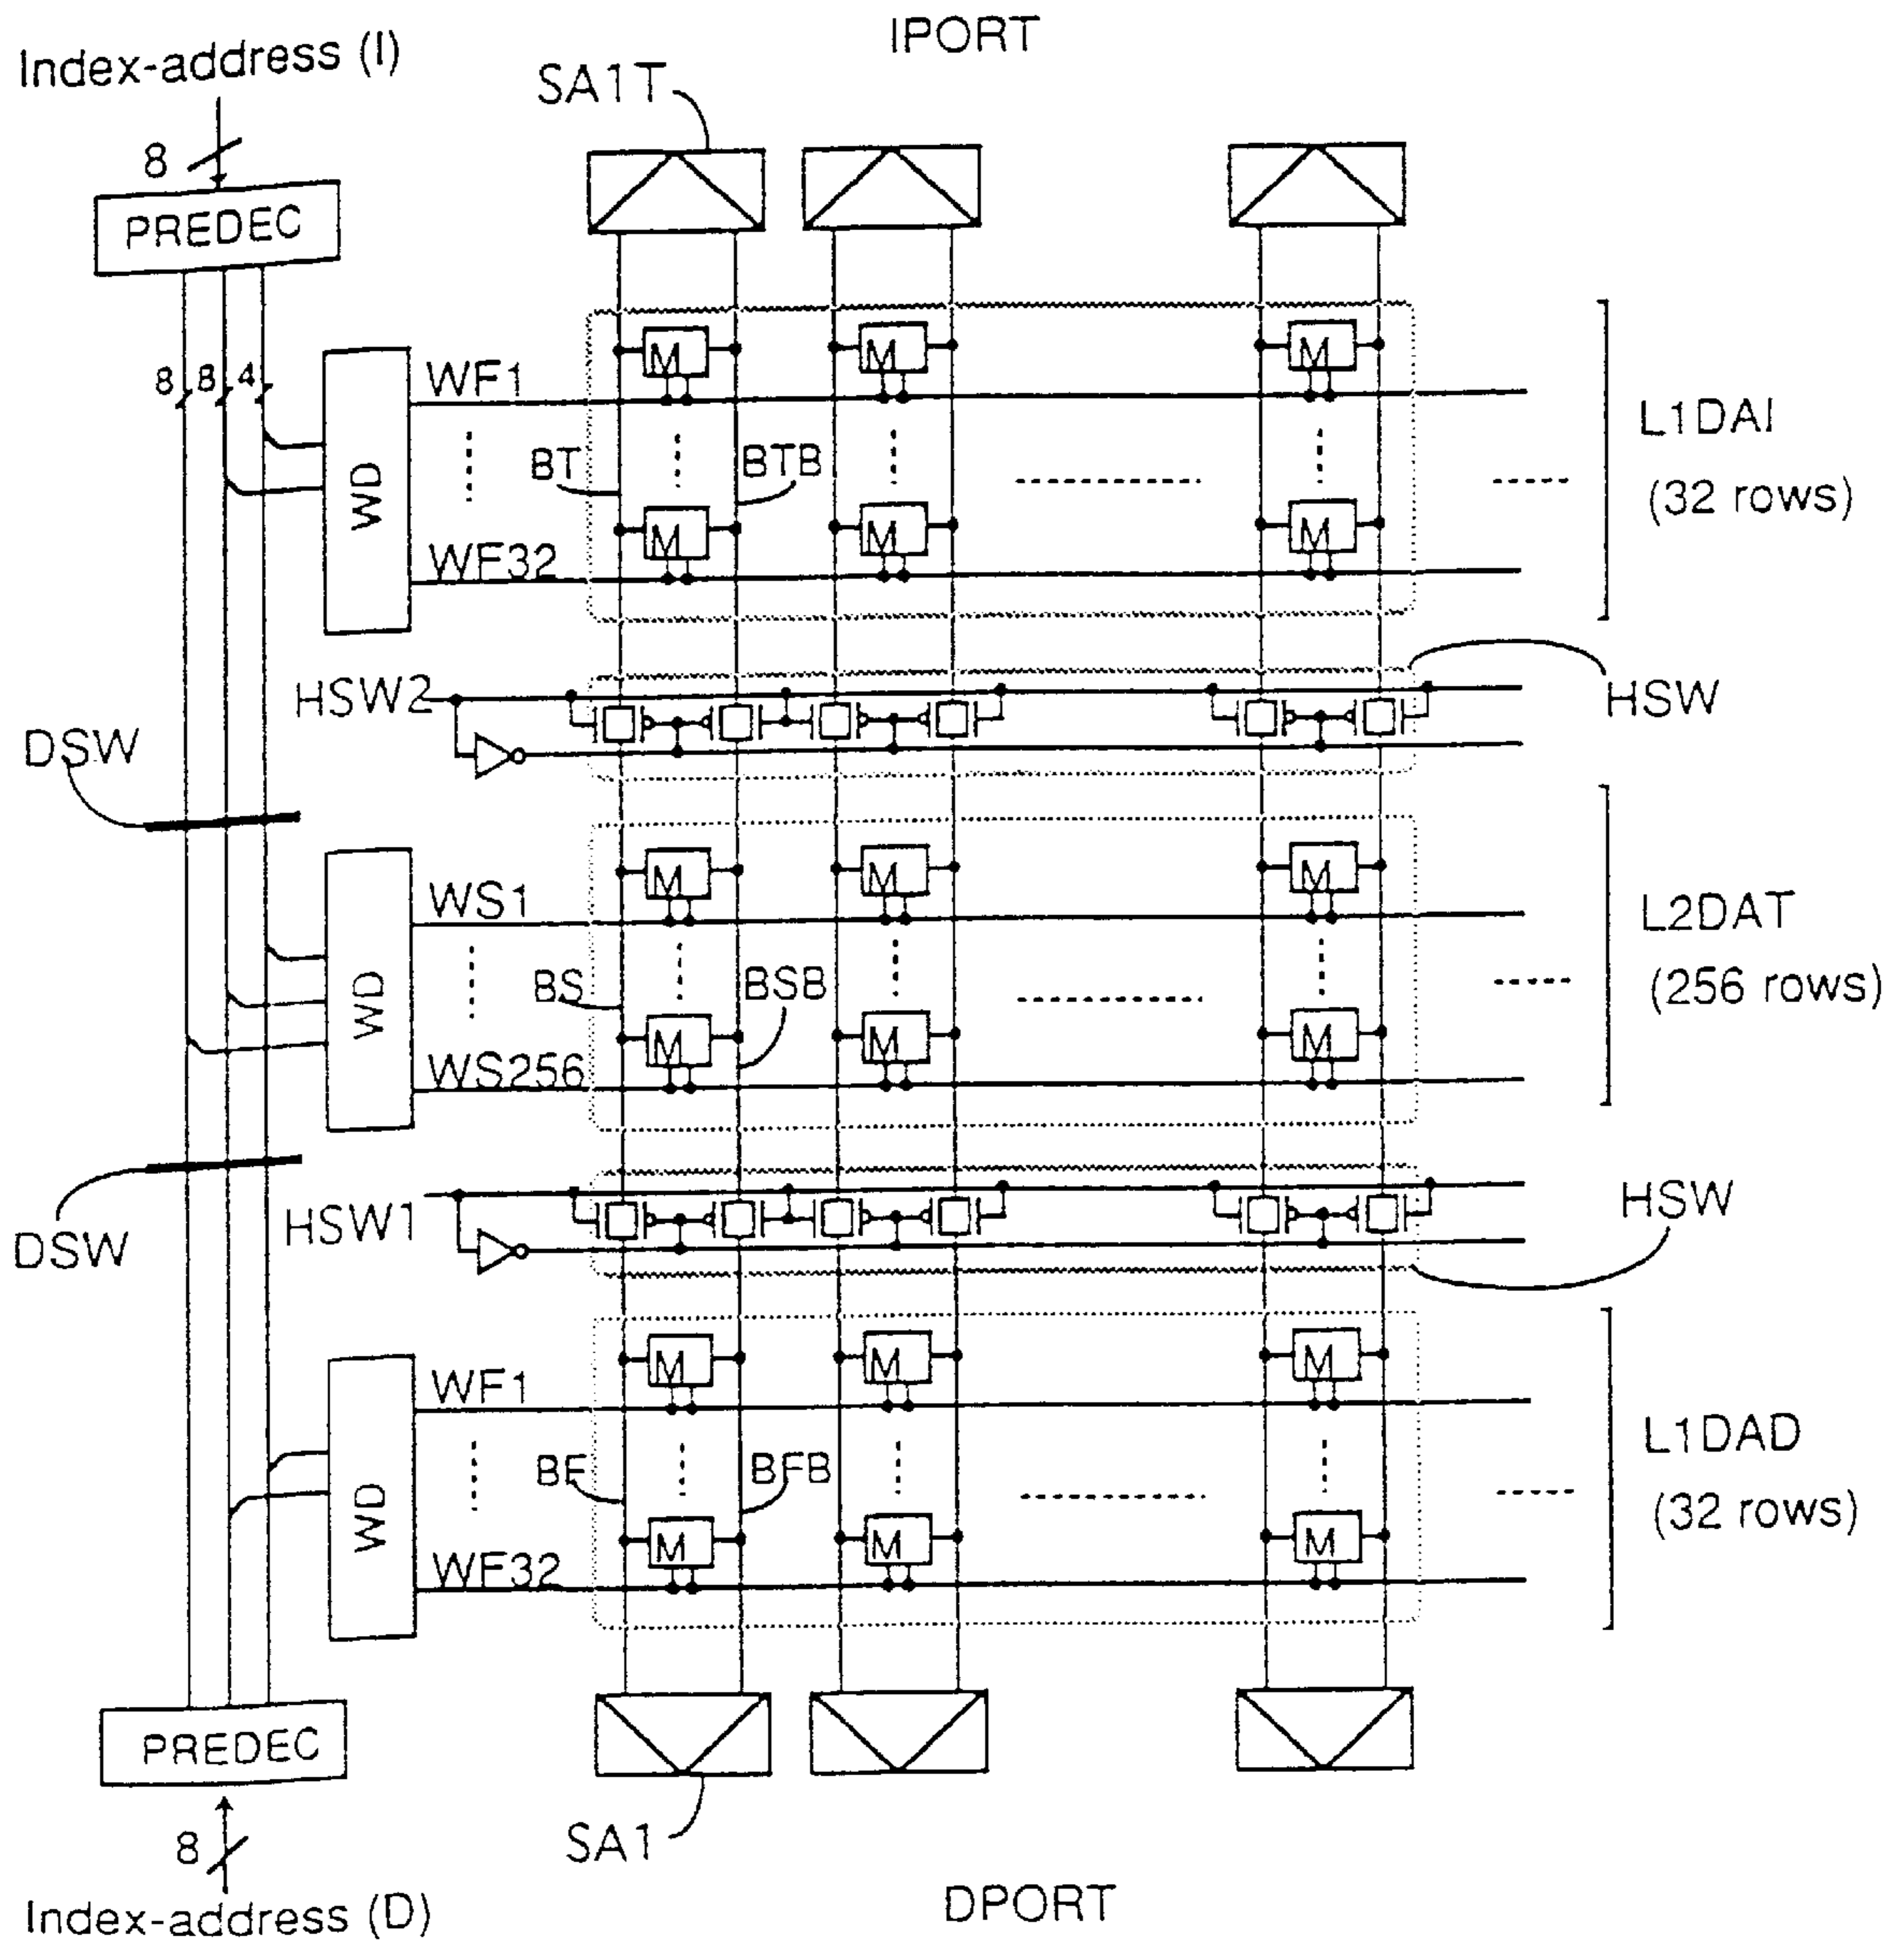 IPORT
Index-address (I)
SA1T
8
PREDEC
8 8 4
WD
WF1
M M M
BT
BTB
L1DAI
(32 rows)
M M M
WF32
HSW2
HSW
DSW
WD
WS1
M M M
BS
BSB
L2DAT
(256 rows)
M M M
WS256
DSW
HSW1
HSW
WD
WF1
M M M
BF
BFB
L1DAD
(32 rows)
M M M
WF32
PREDEC
8
SA1
Index-address (D)
DPORT